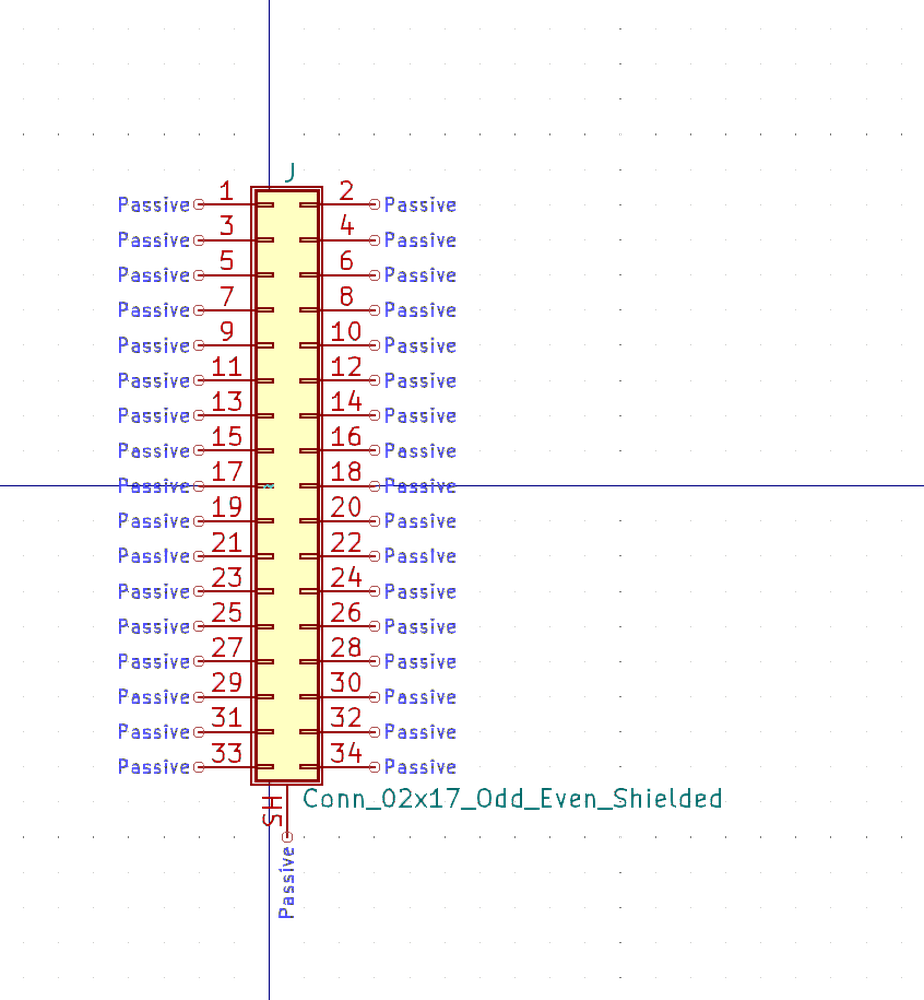 J
Passive 1 2 Passive
Passive 3 4 Passive
Passive 5 6 Passive
Passive 7 8 Passive
Passive 9 10 Passive
Passive 11 12 Passive
Passive 13 14 Passive
Passive 15 16 Passive
Passive 17 18 Passive
Passive 19 20 Passive
Passive 21 22 Passive
Passive 23 24 Passive
Passive 25 26 Passive
Passive 27 28 Passive
Passive 29 30 Passive
Passive 31 32 Passive
Passive 33 34 Passive
Conn_02x17_Odd_Even_Shielded
SH
Passive